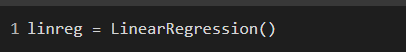 1 linreg = LinearRegression()